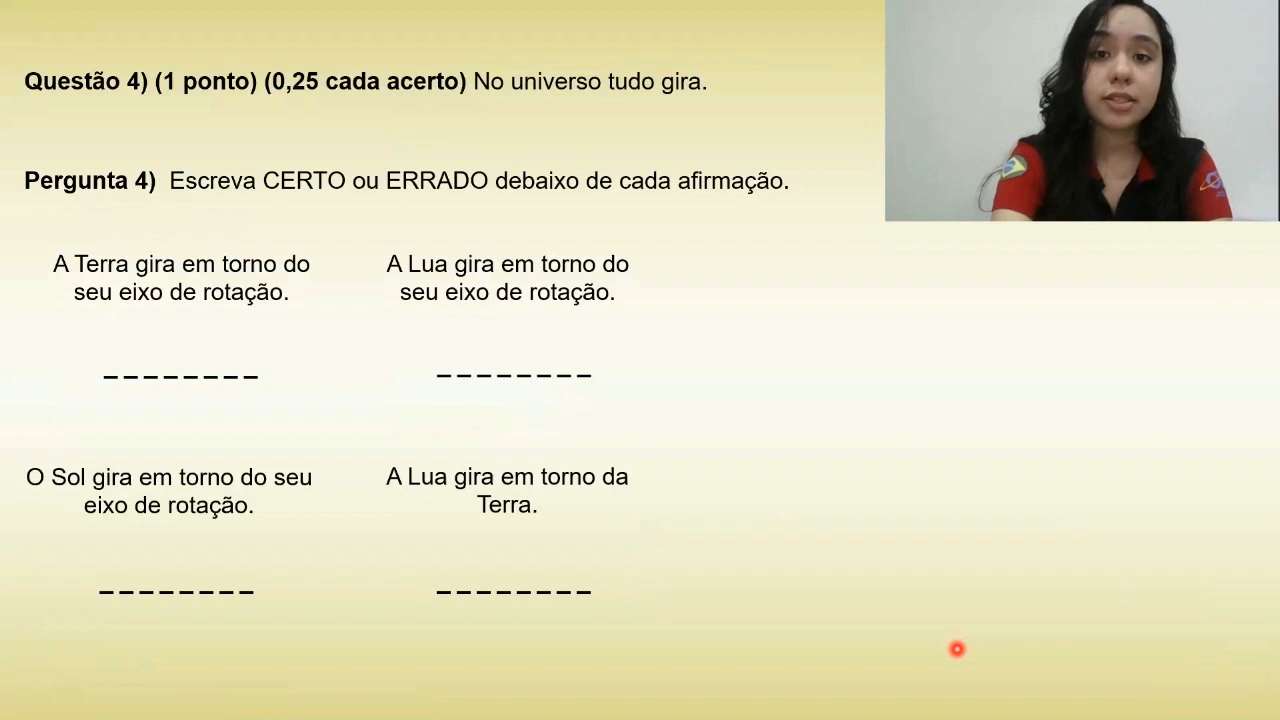 Questão 4) (1 ponto) (0,25 cada acerto) No universo tudo gira.
Pergunta 4) Escreva CERTO ou ERRADO debaixo de cada afirmação.
A Terra gira em torno do
seu eixo de rotação.
A Lua gira em torno do
seu eixo de rotação.
O Sol gira em torno do seu
eixo de rotação.
A Lua gira em torno da
Terra.